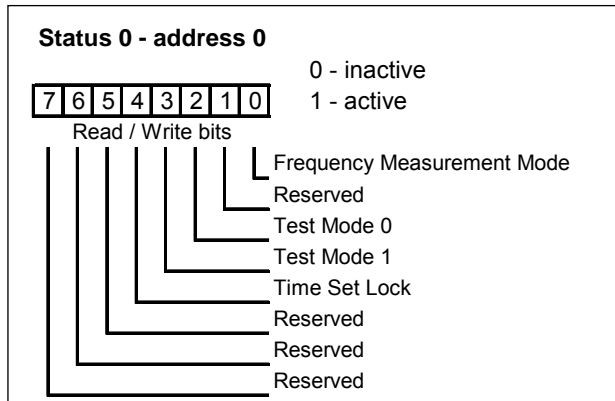 Status 0 - address 0
0 - inactive
7 6 5 4 3 2 1 0 1 - active
Read / Write bits
Frequency Measurement Mode
Reserved
Test Mode 0
Test Mode 1
Time Set Lock
Reserved
Reserved
Reserved